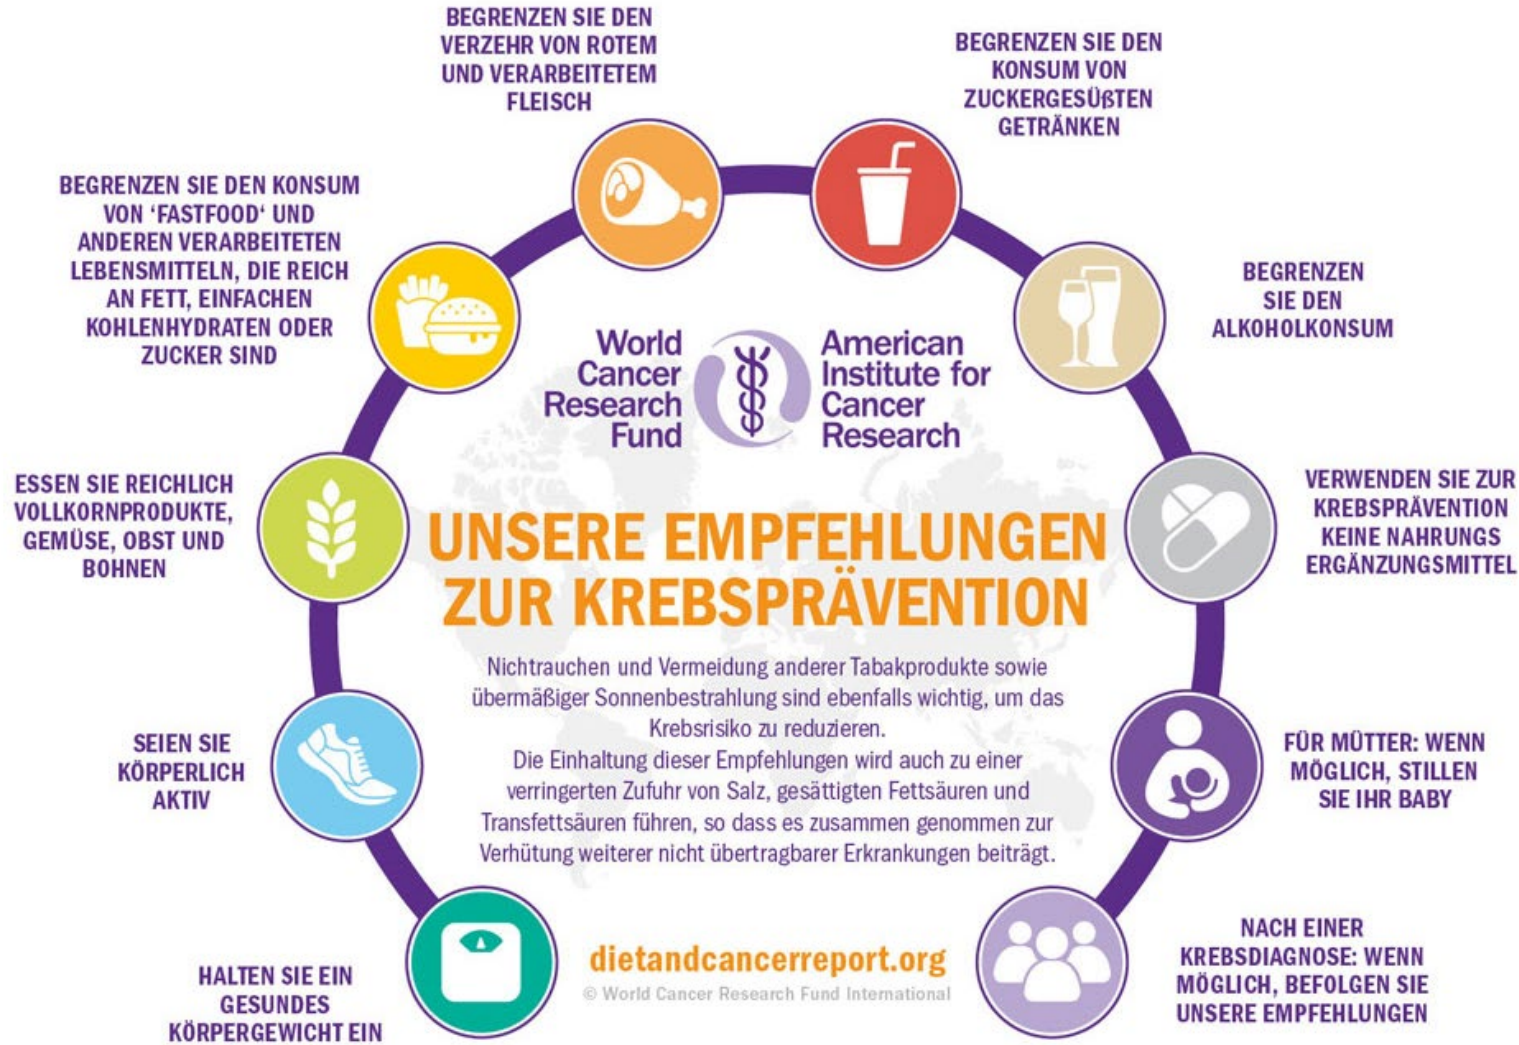 BEGRENZEN SIE DEN
VERZEHR VON ROTEM
UND VERARBEITETEM
FLEISCH
BEGRENZEN SIE DEN
KONSUM VON
ZUCKERGESÜßTEN
GETRÄNKEN
BEGRENZEN SIE DEN KONSUM
VON ‘FASTFOOD‘ UND
ANDEREN VERARBEITETEN
LEBENSMITTELN, DIE REICH
AN FETT, EINFACHEN
KOHLENHYDRATEN ODER
ZUCKER SIND
BEGRENZEN
SIE DEN
ALKOHOLKONSUM
World
Cancer
Research
Fund
American
Institute for
Cancer
Research
ESSEN SIE REICHLICH
VOLLKORNPRODUKTE,
GEMÜSE, OBST UND
BOHNEN
VERWENDEN SIE ZUR
KREBSPRÄVENTION
KEINE NAHRUNGS
ERGÄNZUNGSMITTEL
UNSERE EMPFEHLUNGEN
ZUR KREBSPRÄVENTION
Nichtrauchen und Vermeidung anderer Tabakprodukte sowie
übermäßiger Sonnenbestrahlung sind ebenfalls wichtig, um das
Krebsrisiko zu reduzieren.
Die Einhaltung dieser Empfehlungen wird auch zu einer
verringerten Zufuhr von Salz, gesättigten Fettsäuren und
Transfettsäuren führen, so dass es zusammen genommen zur
Verhütung weiterer nicht übertragbarer Erkrankungen beiträgt.
SEIEN SIE
KÖRPERLICH
AKTIV
FÜR MÜTTER: WENN
MÖGLICH, STILLEN
SIE IHR BABY
HALTEN SIE EIN
GESUNDES
KÖRPERGEWICHT EIN
dietandcancerreport.org
© World Cancer Research Fund International
NACH EINER
KREBSDIAGNOSE: WENN
MÖGLICH, BEFOLGEN SIE
UNSERE EMPFEHLUNGEN